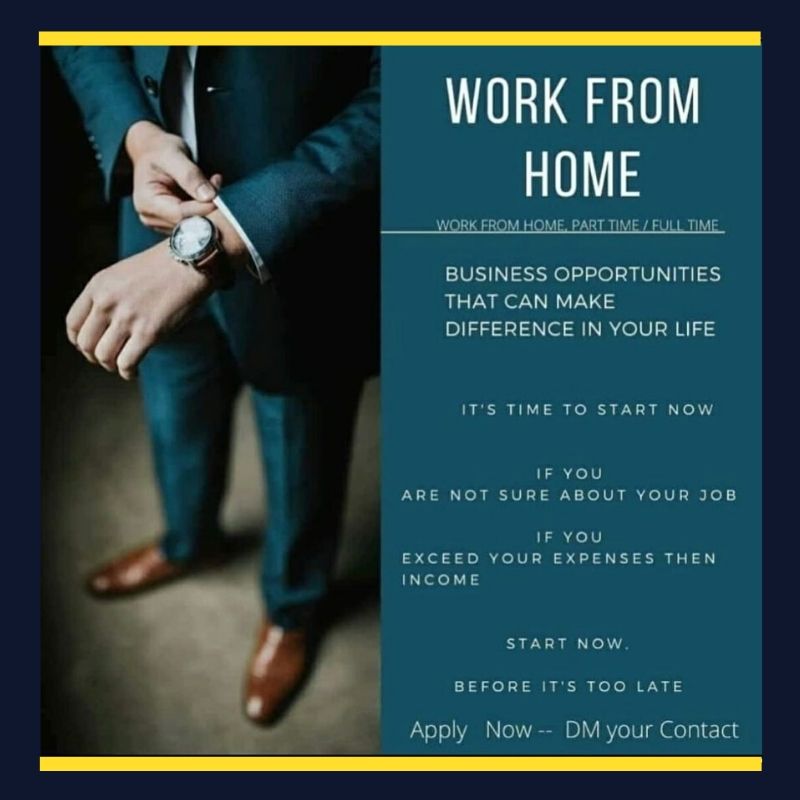 WORK FROM
HOME
WORK FROM HOME, PART TIME / FULL TIME
BUSINESS OPPORTUNITIES
THAT CAN MAKE
DIFFERENCE IN YOUR LIFE
IT'S TIME TO START NOW
IF YOU
ARE NOT SURE ABOUT YOUR JOB
IF YOU
EXCEED YOUR EXPENSES THEN
INCOME
START NOW.
BEFORE IT'S TOO LATE
Apply Now -- DM your Contact